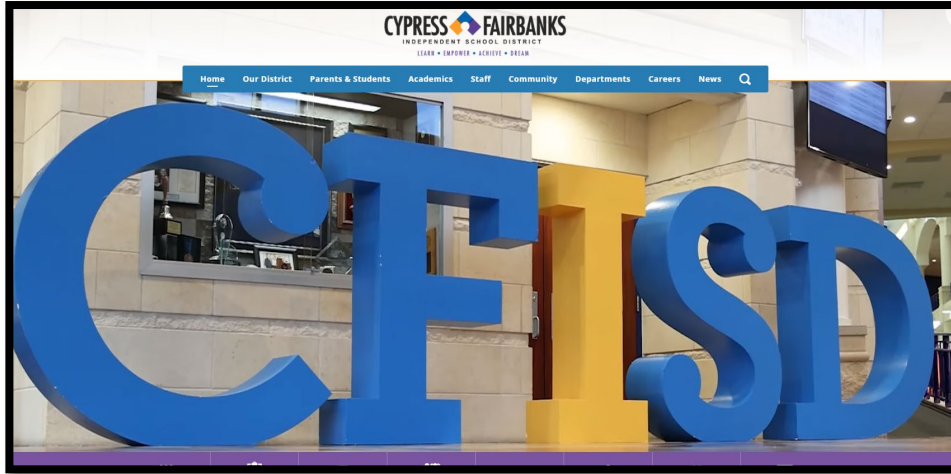 CYPRESS FAIRBANKS
INDEPENDENT SCHOOL DISTRICT
LEARN • EMPOWER • ACHIEVE • DREAM
Home Our District Parents & Students Academics Staff Community Departments Careers News
CFISD